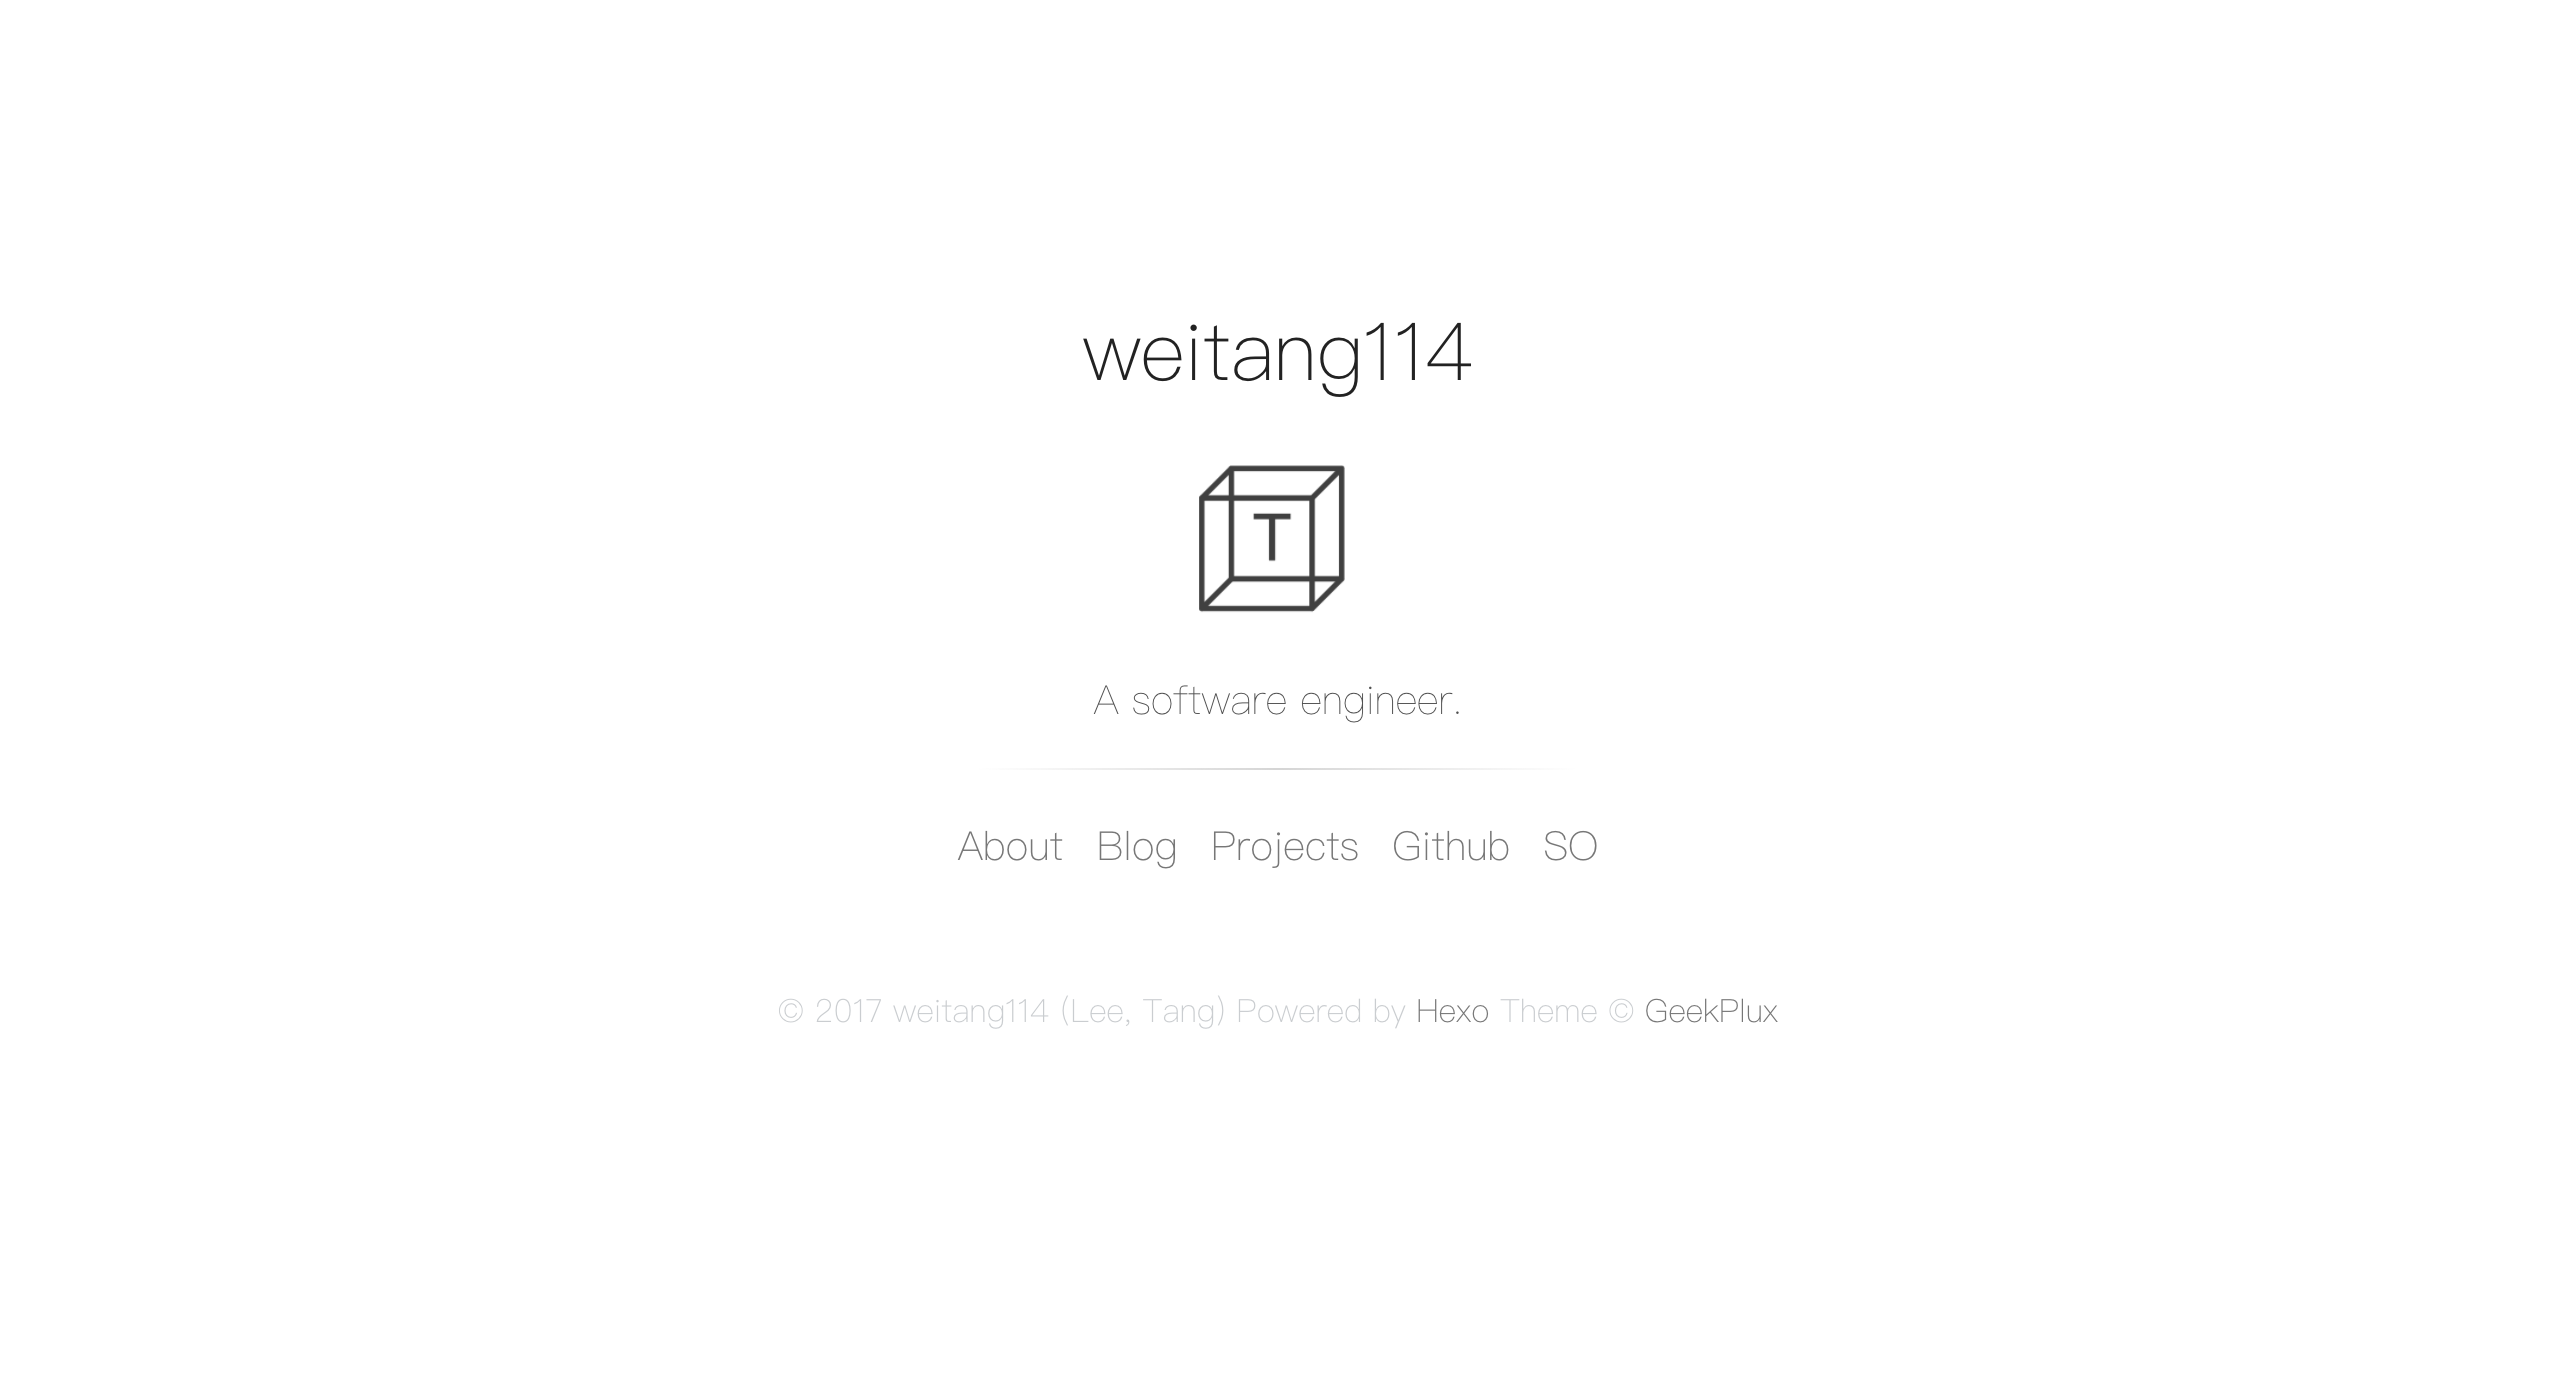 weitang114
T
A software engineer.
About Blog Projects Github SO
© 2017 weitang114 (Lee, Tang) Powered by Hexo Theme © GeekPlux